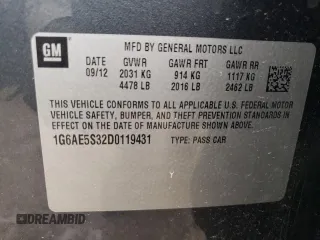 GM
MFD BY GENERAL MOTORS LLC
DATE GVWR GAWR FRT GAWR RR
09/12 2031 KG 914 KG 1117 KG
4478 LB 2016 LB 2462 LB
THIS VEHICLE CONFORMS TO ALL APPLICABLE U.S. FEDERAL MOTOR
VEHICLE SAFETY, BUMPER, AND THEFT PREVENTION STANDARDS IN EFFECT
ON THE DATE OF MANUFACTURE SHOWN ABOVE.
1G6AE5S32D0119431 TYPE: PASS CAR
DREAMBID